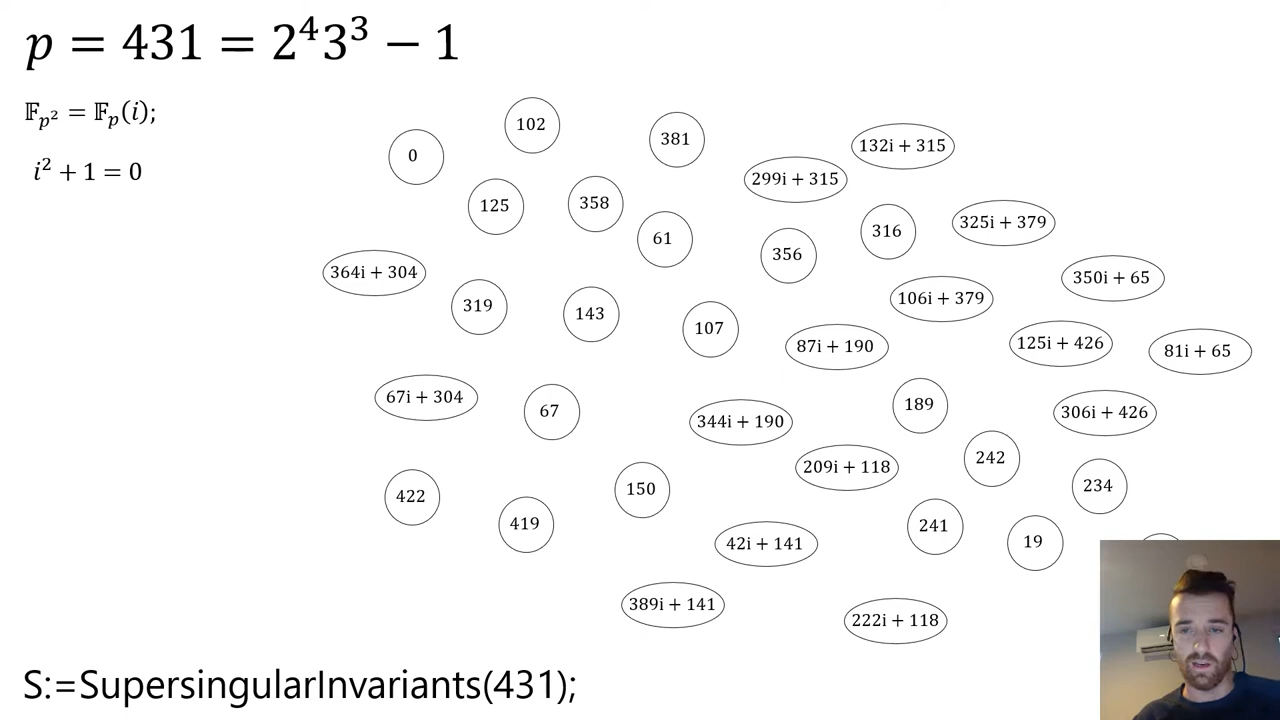 p = 431 = 2⁴3³ − 1
𝔽p² = 𝔽p(i);
i² + 1 = 0
0
102
381
132i + 315
299i + 315
125
358
61
316
325i + 379
356
364i + 304
350i + 65
319
143
106i + 379
107
87i + 190
125i + 426
81i + 65
67i + 304
67
344i + 190
189
306i + 426
209i + 118
242
422
150
234
419
241
19
42i + 141
389i + 141
222i + 118
S:=SupersingularInvariants(431);